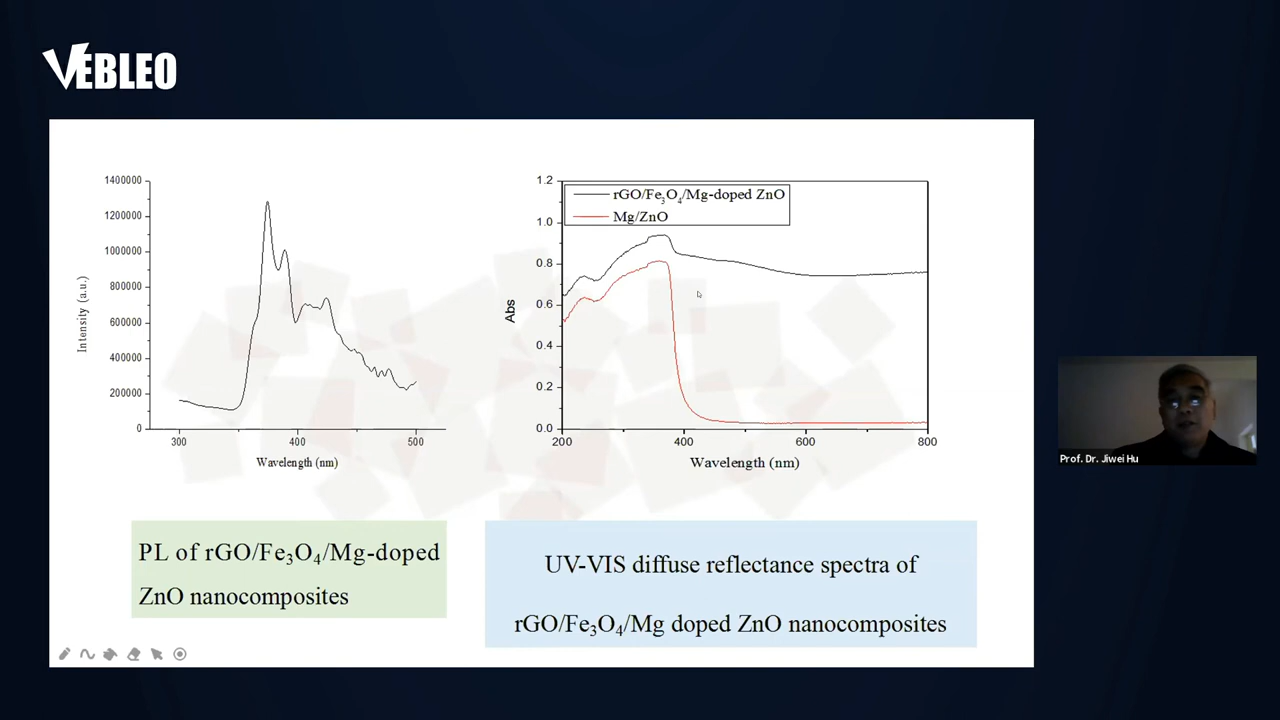 VEBLEO
1400000
1200000
1000000
800000
600000
400000
200000
0
Intensity (a.u.)
300
400
500
Wavelength (nm)
1.2
1.0
0.8
0.6
0.4
0.2
0.0
Abs
rGO/Fe₃O₄/Mg-doped ZnO
Mg/ZnO
200
400
600
800
Wavelength (nm)
PL of rGO/Fe₃O₄/Mg-doped
ZnO nanocomposites
UV-VIS diffuse reflectance spectra of
rGO/Fe₃O₄/Mg doped ZnO nanocomposites
Prof. Dr. Jiwei Hu